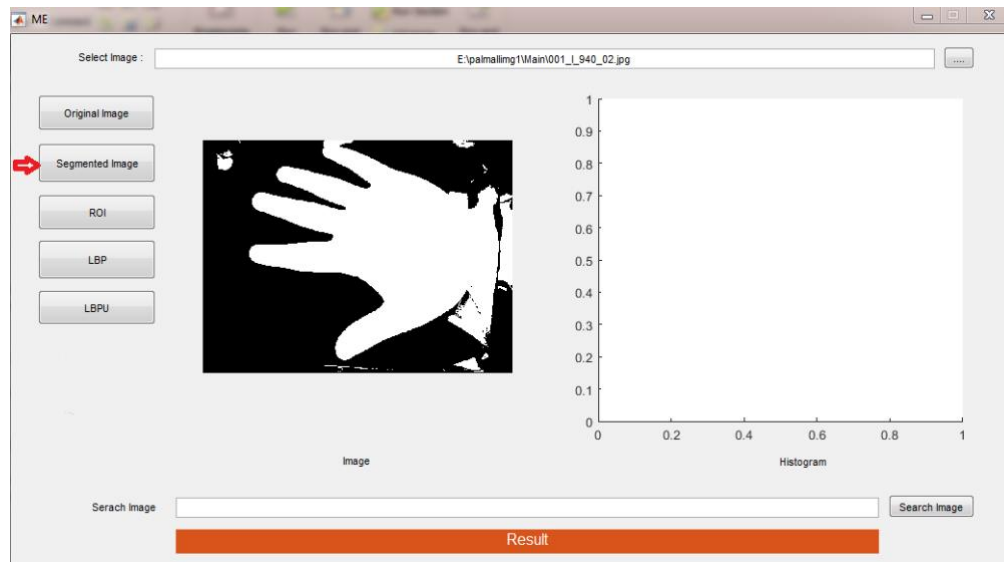 ME
Select Image :
E:\palmallimg1\Main\001_l_940_02.jpg
....
Original Image
Segmented Image
ROI
LBP
LBPU
1
0.9
0.8
0.7
0.6
0.5
0.4
0.3
0.2
0.1
0
0 0.2 0.4 0.6 0.8 1
Image
Histogram
Serach Image
Search Image
Result